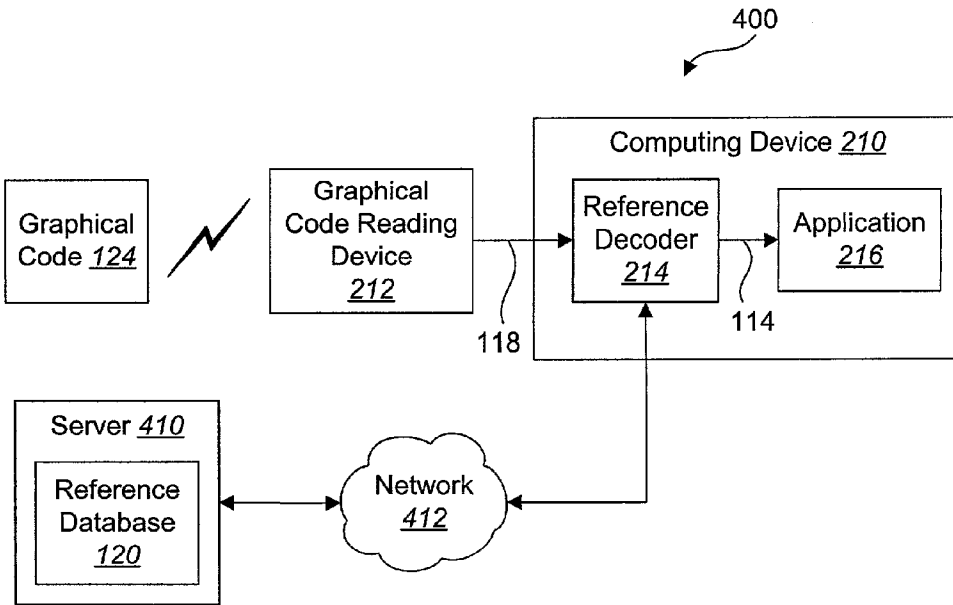 400
Computing Device 210
Graphical
Code 124
Graphical
Code Reading
Device
212
Reference
Decoder
214
Application
216
118
114
Server 410
Reference
Database
120
Network
412